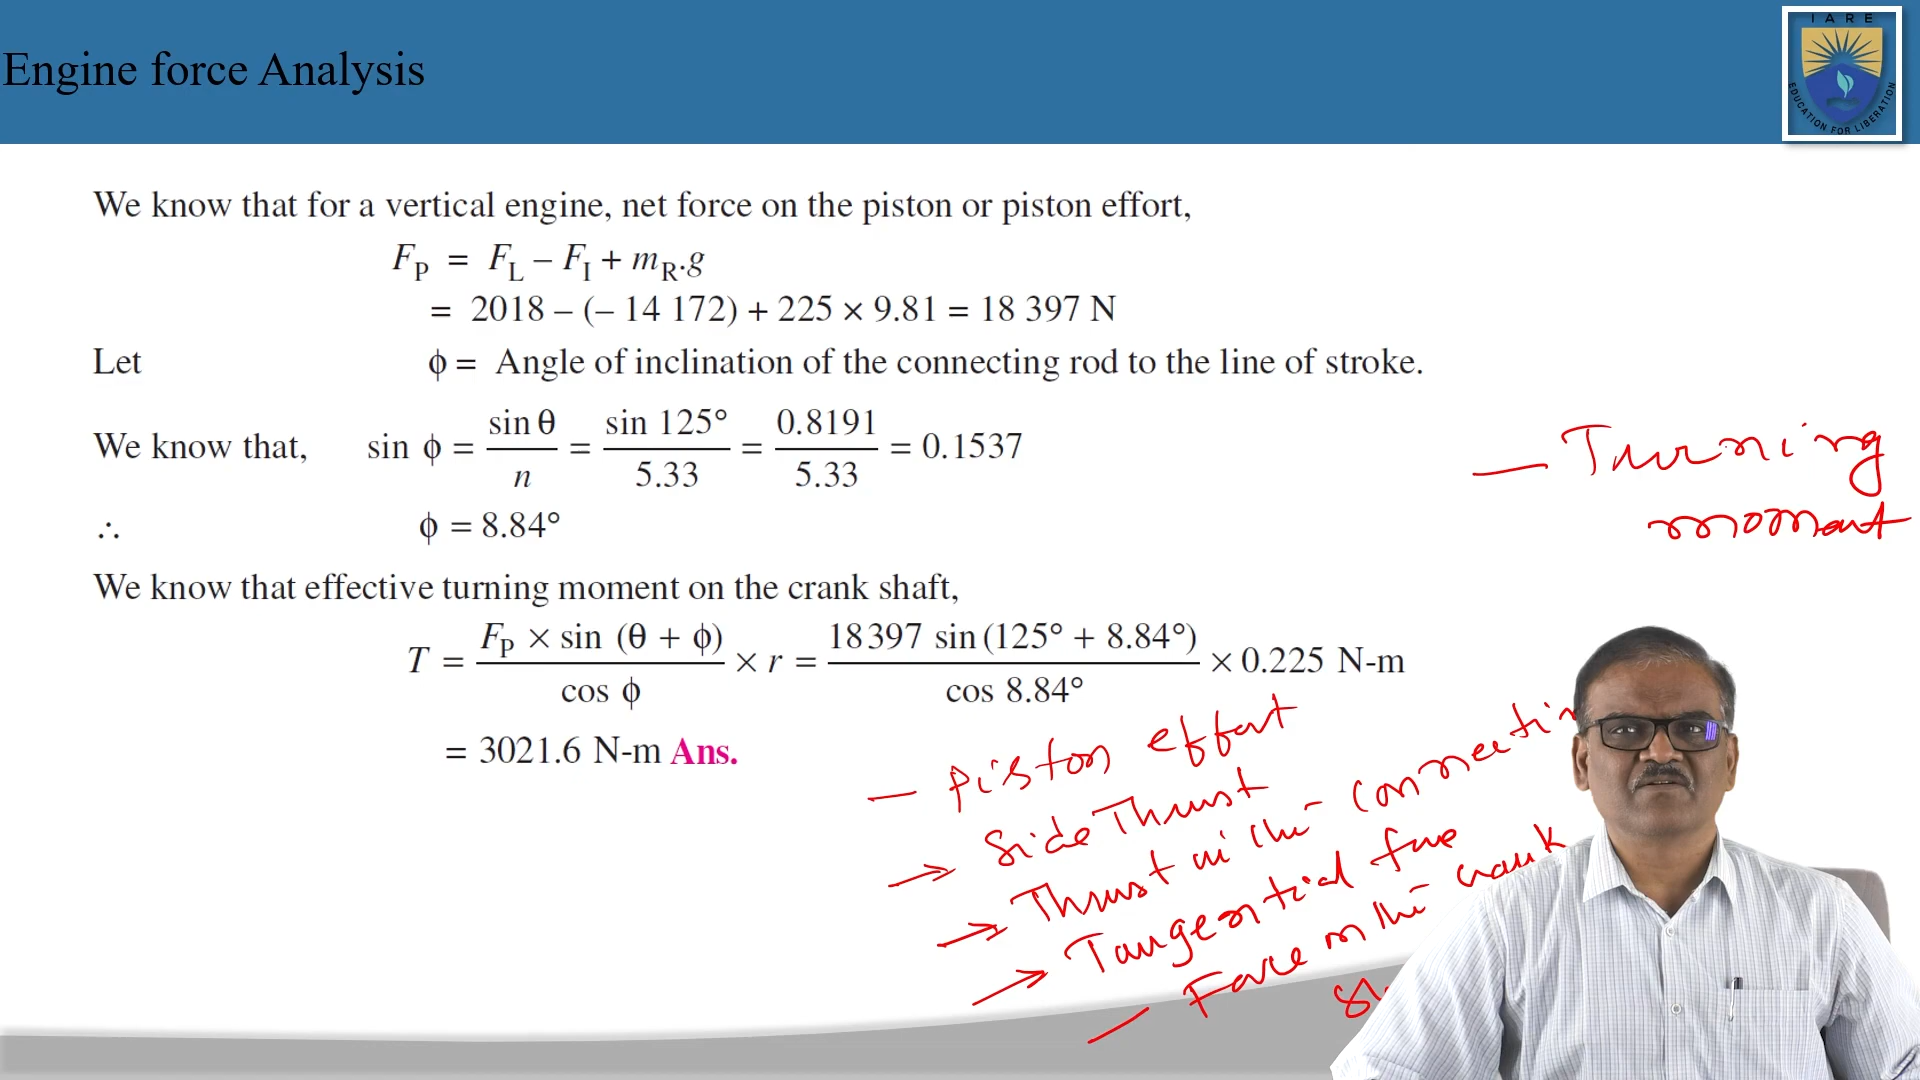 IARE
EDUCATION FOR LIBERATION
Engine force Analysis
We know that for a vertical engine, net force on the piston or piston effort,
F_P = F_L – F_I + m_R.g
= 2018 – (– 14 172) + 225 × 9.81 = 18 397 N
Let ϕ = Angle of inclination of the connecting rod to the line of stroke.
We know that, sin ϕ = sin θ / n = sin 125° / 5.33 = 0.8191 / 5.33 = 0.1537
∴ ϕ = 8.84°
We know that effective turning moment on the crank shaft,
T = F_P × sin (θ + ϕ) / cos ϕ × r = 18 397 sin (125° + 8.84°) / cos 8.84° × 0.225 N-m
= 3021.6 N-m Ans.
– Turning
moment
– Piston effort
→ Side Thrust
→ Thrust in the
→ Tangential
– Force on the crank